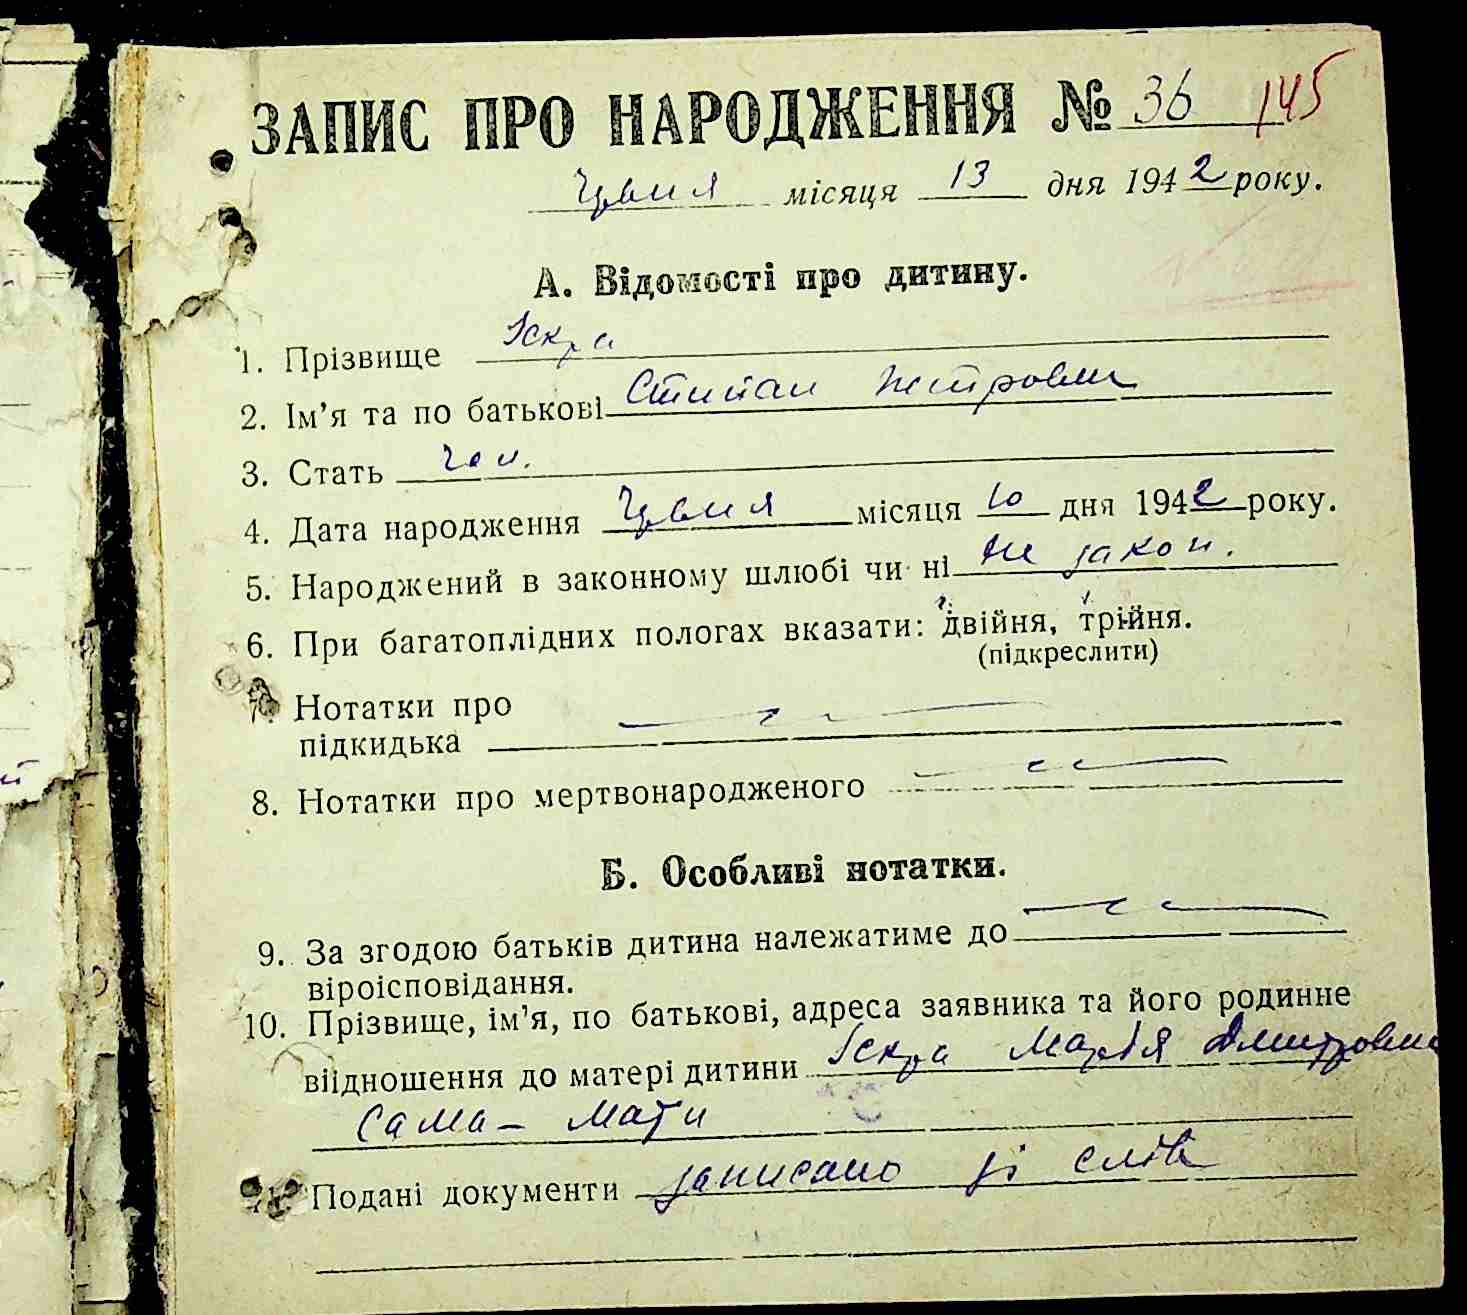 ЗАПИС ПРО НАРОДЖЕННЯ № 36 145
місяця 13 дня 1942 року.
А. Відомості про дитину.
1. Прізвище Іскра
2. Ім’я та по батькові Степан
3. Стать чол.
4. Дата народження місяця 10 дня 1942 року.
5. Народжений в законному шлюбі чи ні Не закон.
6. При багатоплідних пологах вказати: двійня, трійня.
(підкреслити)
7. Нотатки про
підкидька
8. Нотатки про мертвонародженого
Б. Особливі нотатки.
9. За згодою батьків дитина належатиме до
віроісповідання.
10. Прізвище, ім’я, по батькові, адреса заявника та його родинне
віідношення до матері дитини Іскра Марія Дмитровна
сама – мати
Подані документи записано зі слів